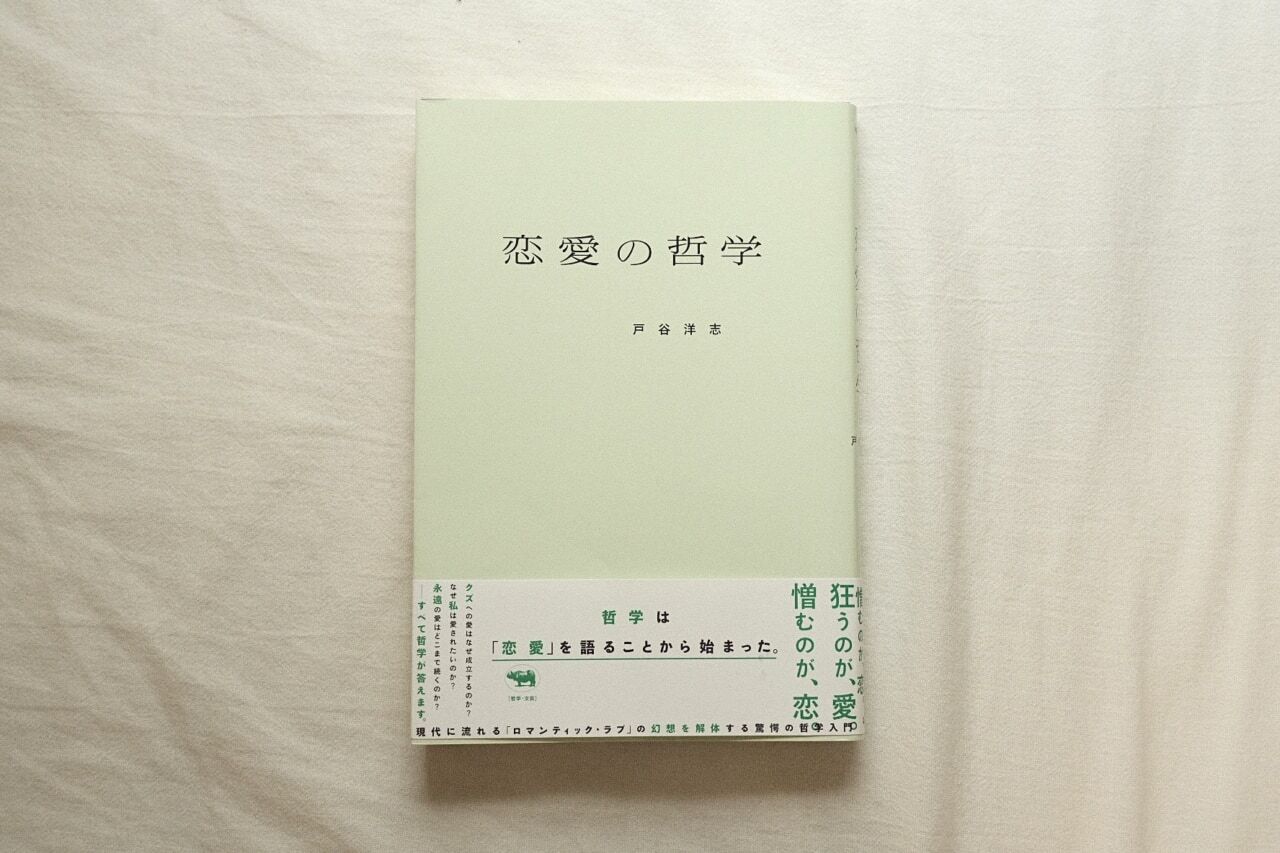 恋愛の哲学
戸谷洋志
狂うのが、愛。
憎むのが、恋。
哲学は
「恋愛」を語ることから始まった。
クズへの愛はなぜ成立するのか?
なぜ私は愛されたいのか?
永遠の愛はどこまで続くのか?
――すべて哲学が答えます。
[哲学・文芸]
現代に流れる「ロマンティック・ラブ」の幻想を解体する驚愕の哲学入門